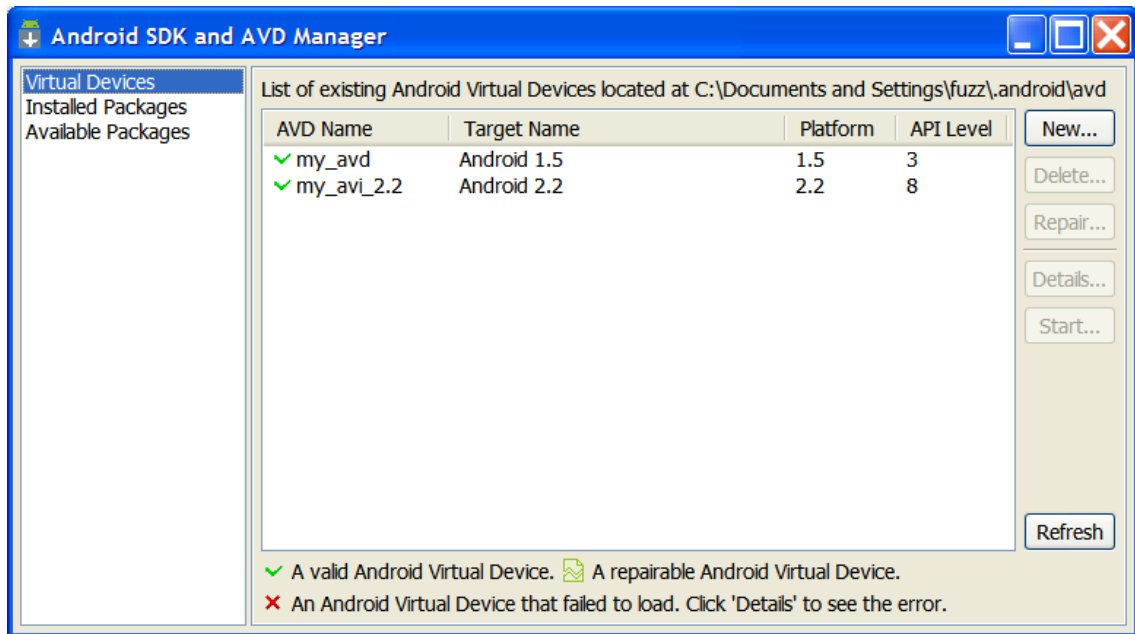 Android SDK and AVD Manager
Virtual Devices
Installed Packages
Available Packages
List of existing Android Virtual Devices located at C:\Documents and Settings\fuzz\.android\avd
AVD Name Target Name Platform API Level
my_avd Android 1.5 1.5 3
my_avi_2.2 Android 2.2 2.2 8
New...
Delete...
Repair...
Details...
Start...
Refresh
A valid Android Virtual Device. A repairable Android Virtual Device.
An Android Virtual Device that failed to load. Click 'Details' to see the error.